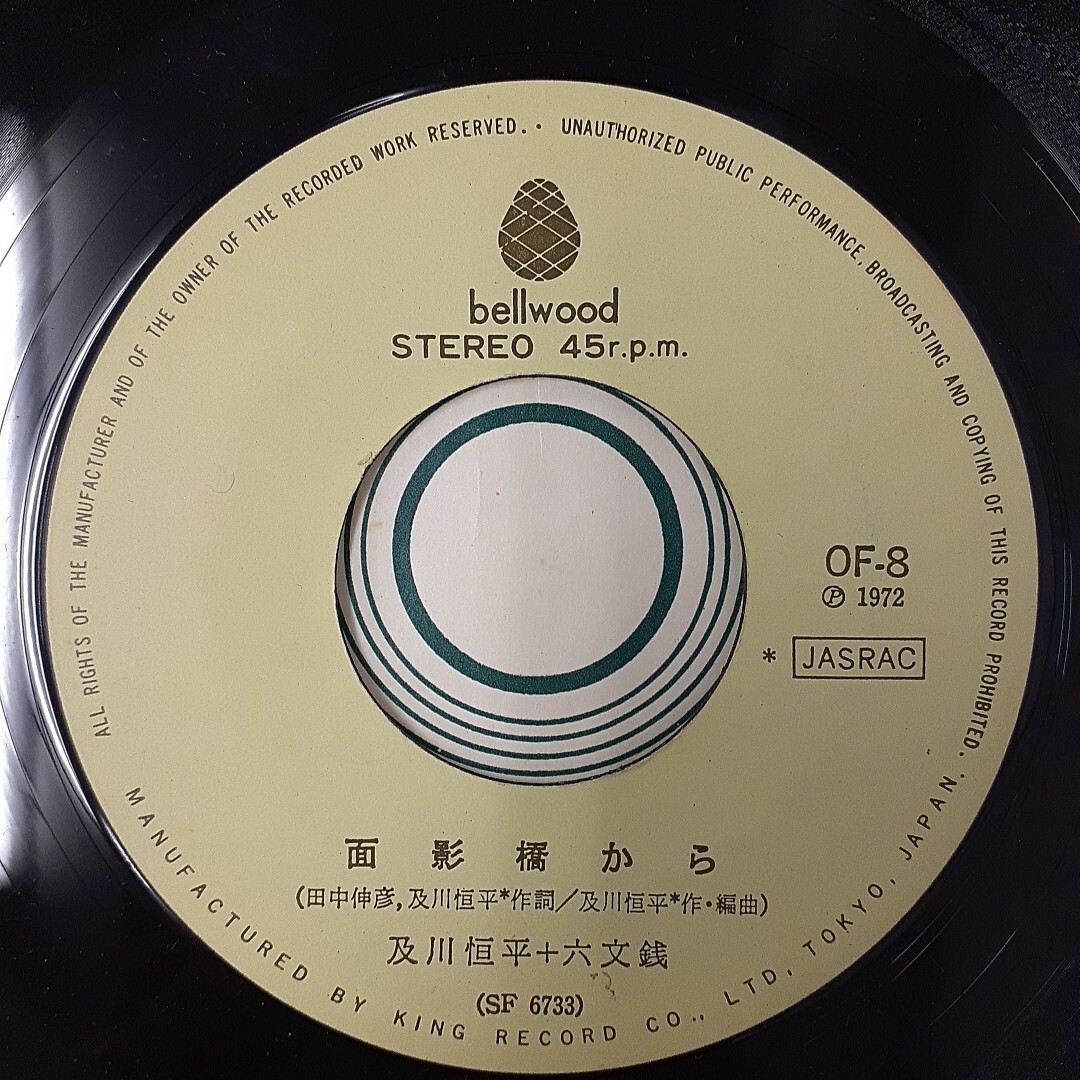 ALL RIGHTS OF THE MANUFACTURER AND OF THE OWNER OF THE RECORDED WORK RESERVED. • UNAUTHORIZED PUBLIC PERFORMANCE, BROADCASTING AND COPYING OF THIS RECORD PROHIBITED.
bellwood
STEREO 45r.p.m.
OF-8
Ⓟ 1972
* JASRAC
面影橋から
(田中伸彦,及川恒平*作詞/及川恒平*作・編曲)
及川恒平+六文銭
(SF 6733)
MANUFACTURED BY KING RECORD CO., LTD, TOKYO, JAPAN.